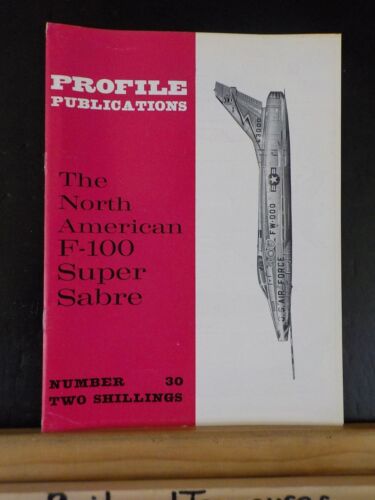 PROFILE
PUBLICATIONS
The
North
American
F-100
Super
Sabre
NUMBER 30
TWO SHILLINGS
FW-000
U.S. AIR FORCE